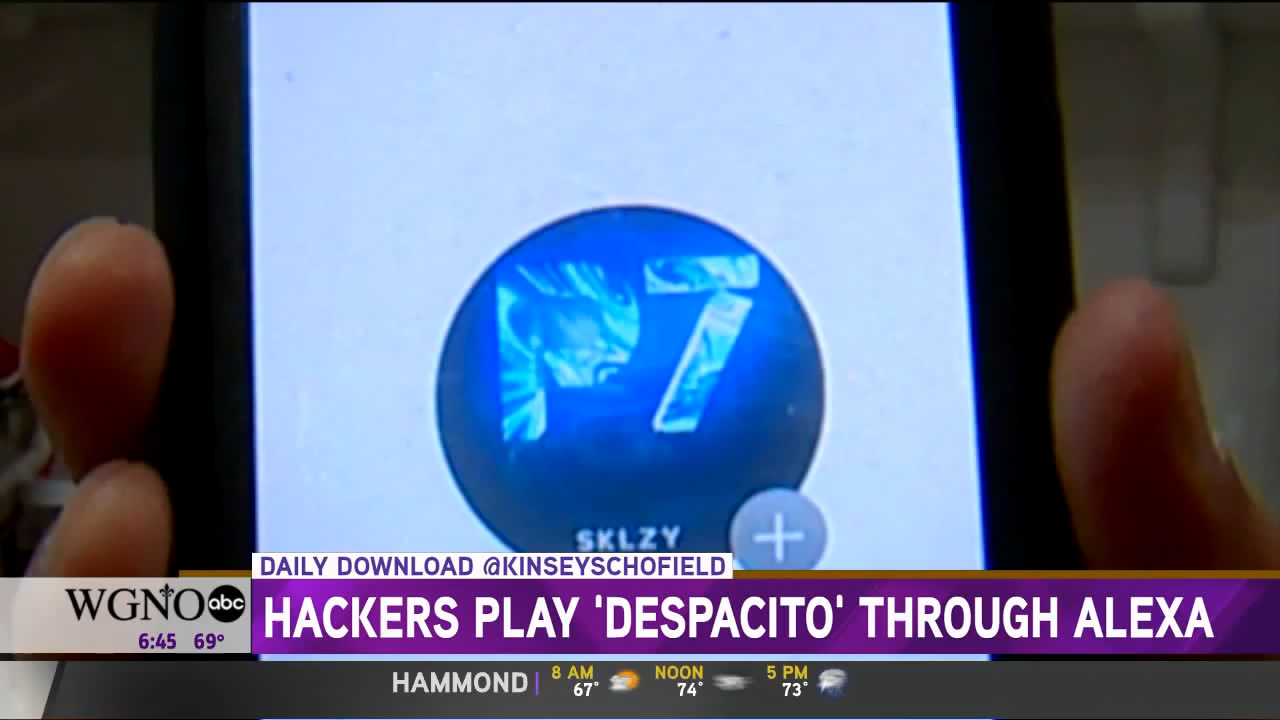 P7
SKLZY
DAILY DOWNLOAD @KINSEYSCHOFIELD
WGNO abc
HACKERS PLAY 'DESPACITO' THROUGH ALEXA
6:45 69°
HAMMOND
8 AM
67°
NOON
74°
5 PM
73°